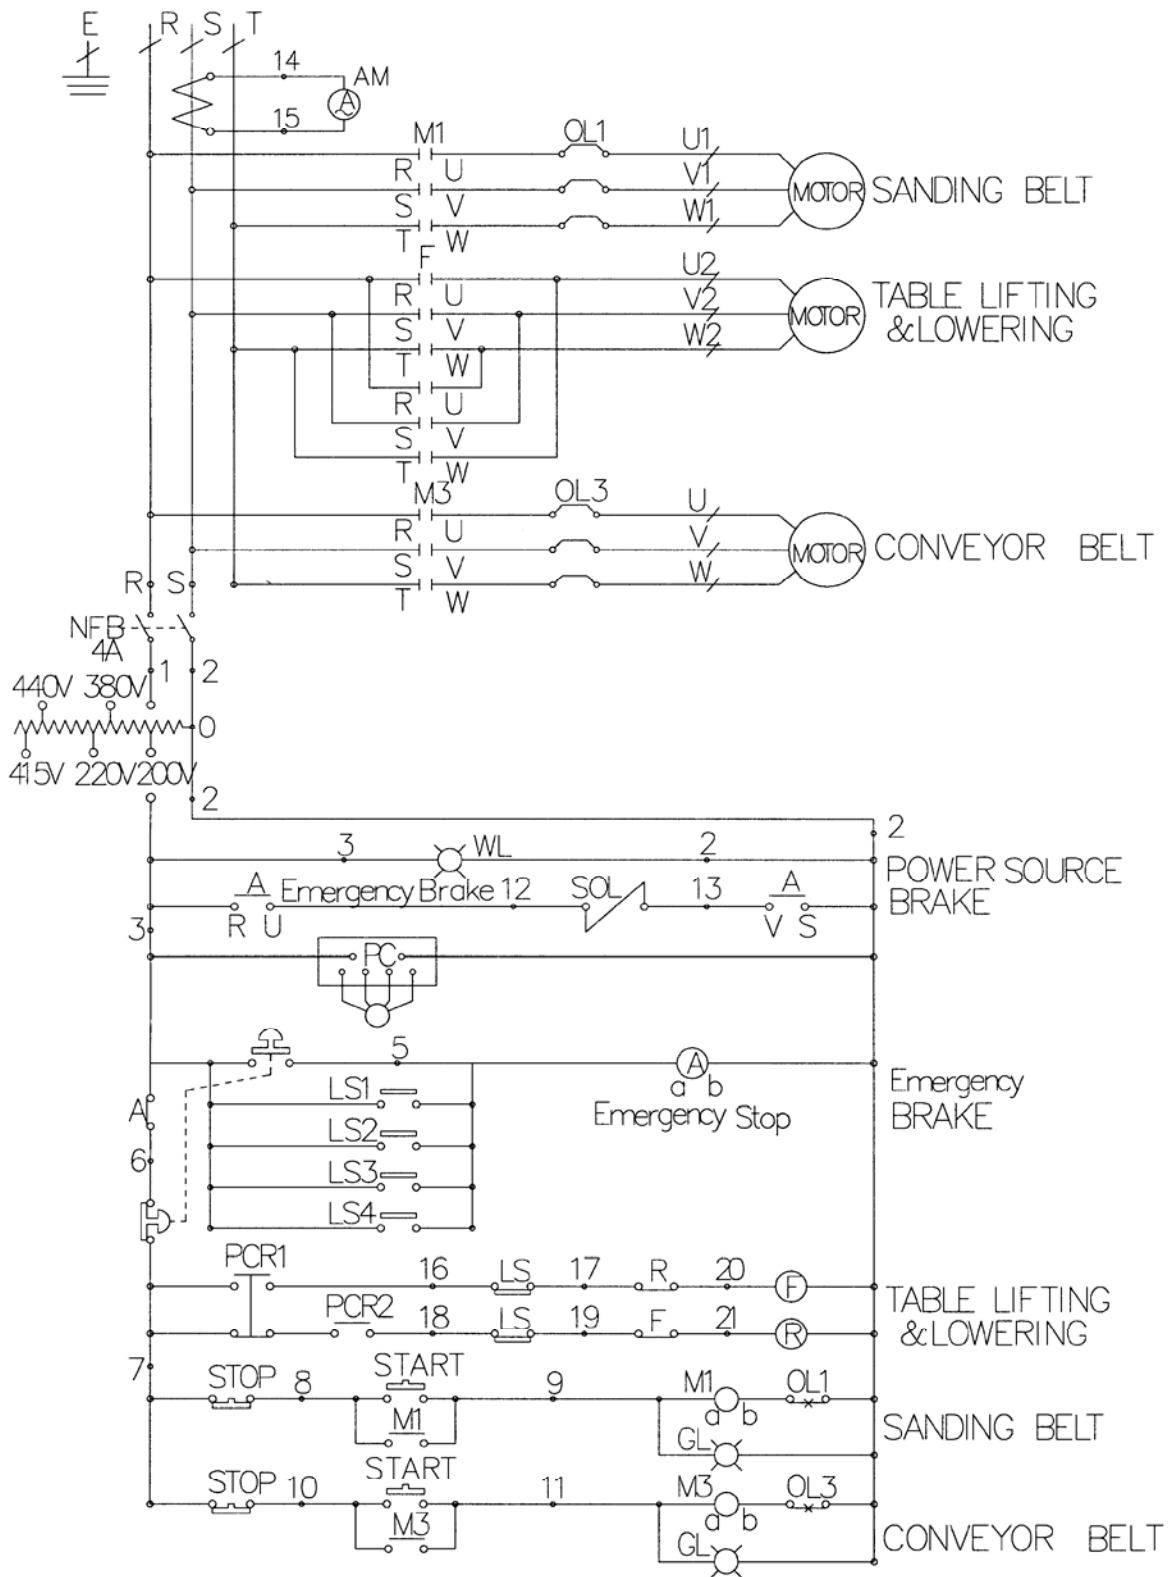 E R S T
14
AM
A
15
M1 OL1 U1
R U V1
MOTOR SANDING BELT
S V W1
T W
F U2
R U V2
TABLE LIFTING
MOTOR
&LOWERING
S V W2
T W
R U
S V
T W
M3 OL3 U
R U V
MOTOR CONVEYOR BELT
S V W
T W
R S
NFB
4A
1 2
440V 380V
0
415V 220V 200V
2
2
3 WL 2
POWER SOURCE
A Emergency Brake 12 SOL 13 A
BRAKE
R U V S
3
PC
5 A
a b
Emergency Stop
Emergency
BRAKE
LS1
A
LS2
6
LS3
LS4
PCR1 16 LS 17 R 20 F
TABLE LIFTING
&LOWERING
PCR2 18 LS 19 F 21 R
7
STOP 8 START 9 M1 OL1
a b
M1
SANDING BELT
GL
STOP 10 START 11 M3 OL3
a b
M3
CONVEYOR BELT
GL